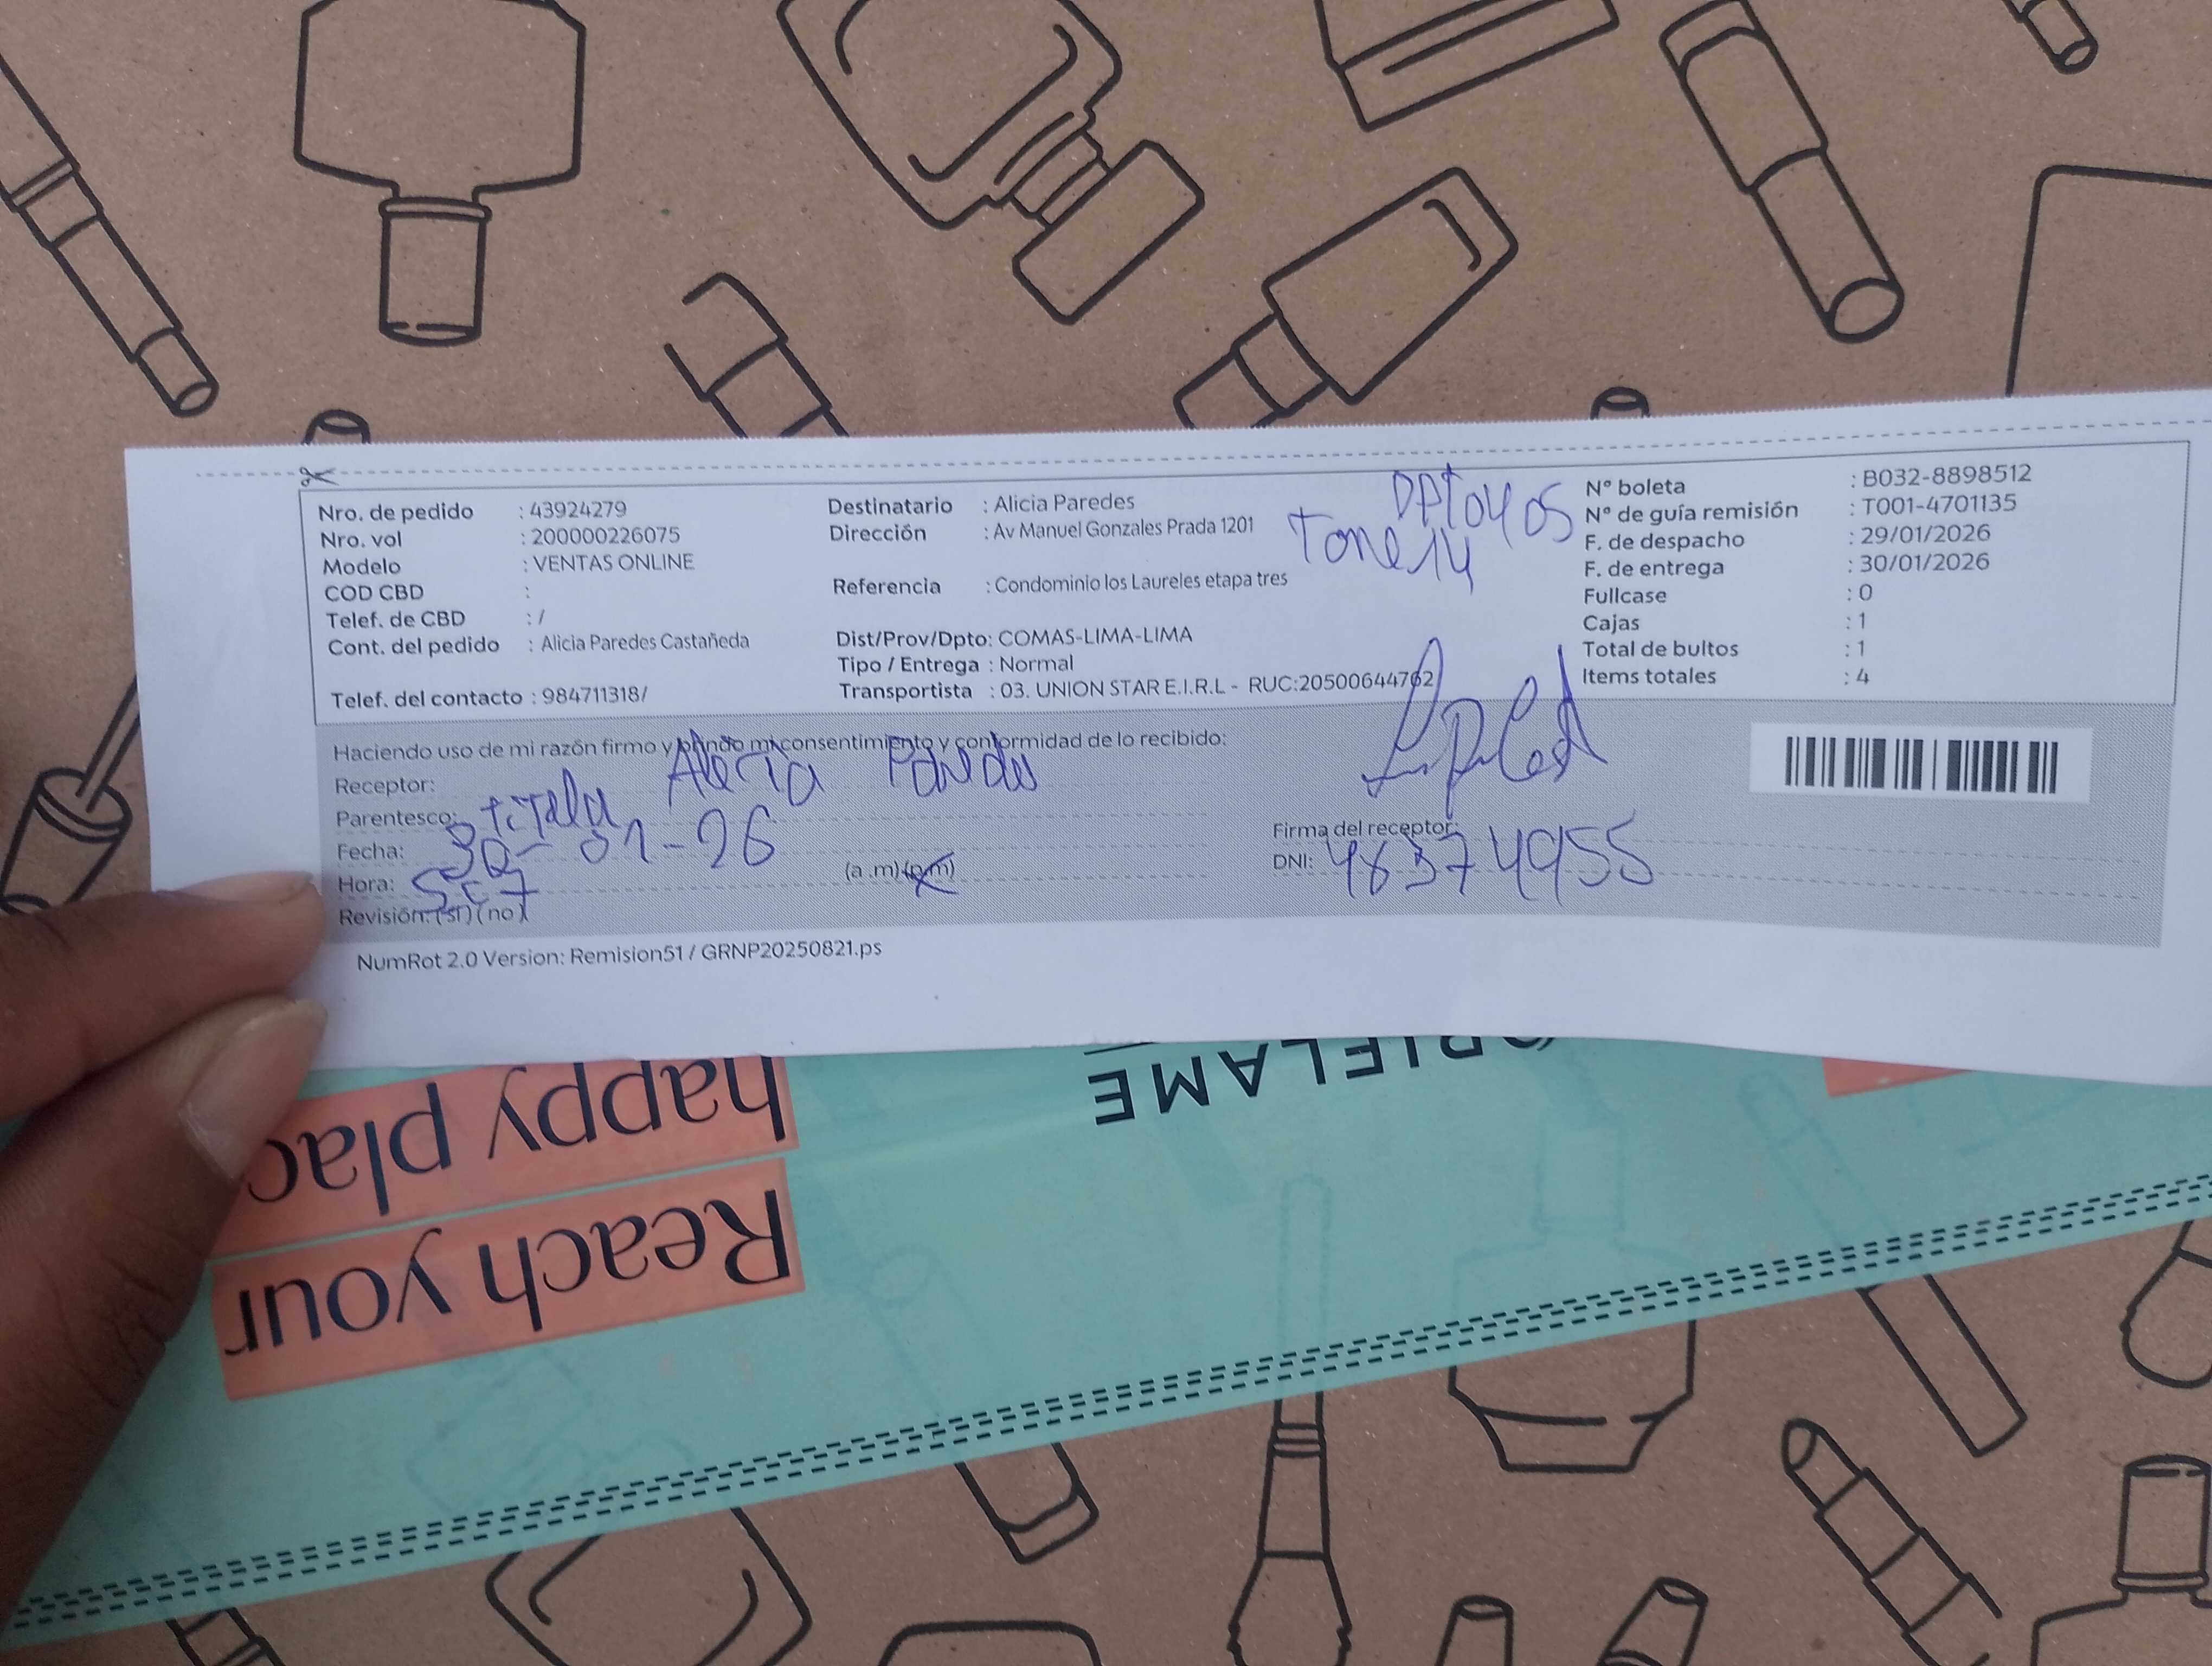 Nro. de pedido : 43924279
Nro. vol : 200000226075
Modelo : VENTAS ONLINE
COD CBD :
Telef. de CBD : /
Cont. del pedido : Alicia Paredes Castañeda
Telef. del contacto : 984711318/
Destinatario : Alicia Paredes
Dirección : Av Manuel Gonzales Prada 1201
Referencia : Condominio los Laureles etapa tres
Dist/Prov/Dpto: COMAS-LIMA-LIMA
Tipo / Entrega : Normal
Transportista : 03. UNION STAR E.I.R.L - RUC:20500644762
DPTo 405
Torre 14
N° boleta : B032-8898512
N° de guía remisión : T001-4701135
F. de despacho : 29/01/2026
F. de entrega : 30/01/2026
Fullcase : 0
Cajas : 1
Total de bultos : 1
Items totales : 4
Haciendo uso de mi razón firmo y brindo mi consentimiento y conformidad de lo recibido:
Receptor: Alicia Paredes
Parentesco: titular
Fecha: 30-01-26
Hora: 5:17 (a .m) (p.m)
Revisión: (si) (no)
Firma del receptor:
DNI: 48374955
NumRot 2.0 Version: Remision51 / GRNP20250821.ps
ORIFLAME
Reach your
happy plac